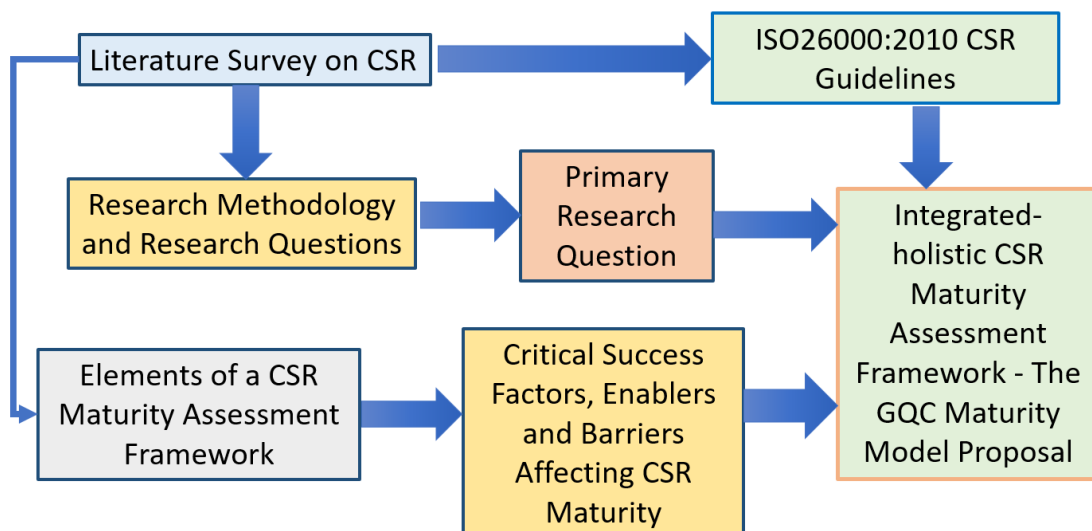 Literature Survey on CSR
ISO26000:2010 CSR
Guidelines
Research Methodology
and Research Questions
Primary
Research
Question
Integrated-
holistic CSR
Maturity
Assessment
Framework - The
GQC Maturity
Model Proposal
Elements of a CSR
Maturity Assessment
Framework
Critical Success
Factors, Enablers
and Barriers
Affecting CSR
Maturity